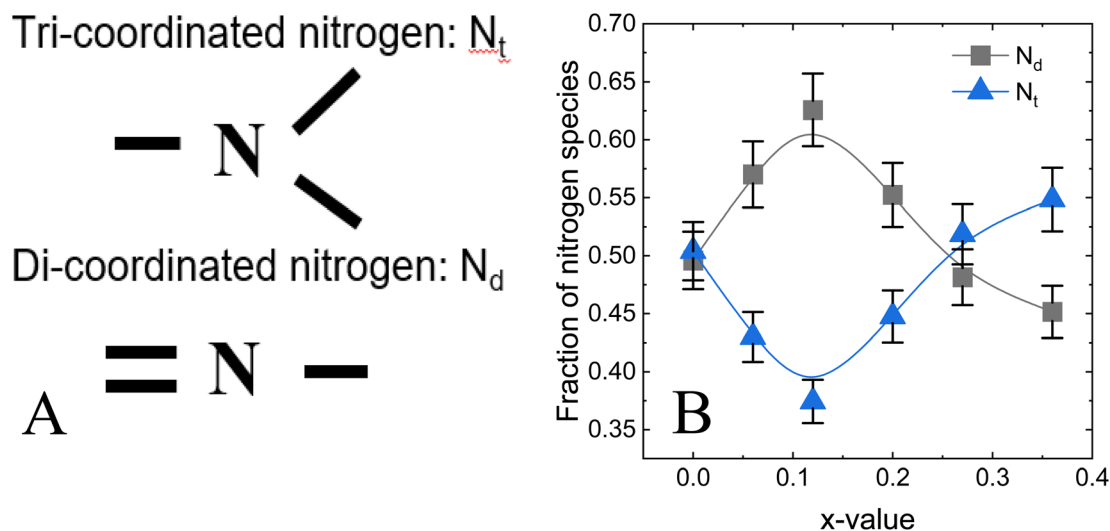 Tri-coordinated nitrogen: Nt
N
Di-coordinated nitrogen: Nd
N
A
Fraction of nitrogen species
0.70
0.65
0.60
0.55
0.50
0.45
0.40
0.35
Nd
Nt
B
0.0 0.1 0.2 0.3 0.4
x-value